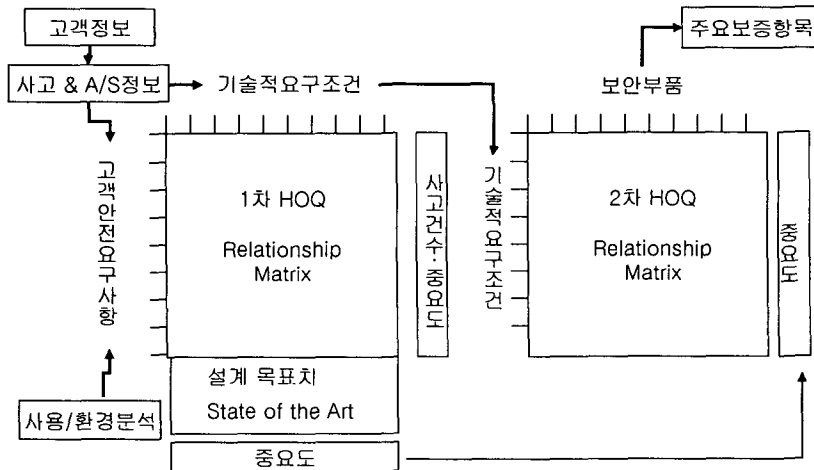 고객정보
주요보증항목
사고 & A/S정보
기술적요구조건
보안부품
고객안전요구사항
1차 HOQ
Relationship
Matrix
사고건수·중요도
기술적요구조건
2차 HOQ
Relationship
Matrix
중요도
설계 목표치
State of the Art
사용/환경분석
중요도